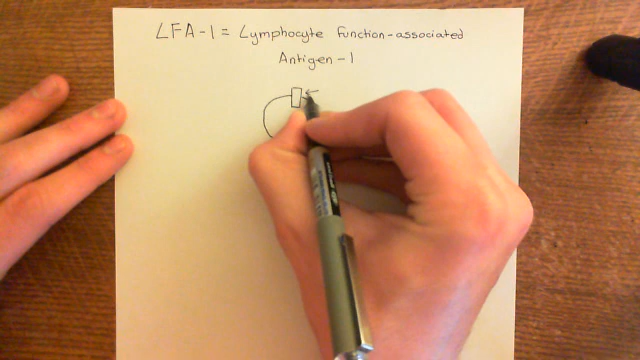 LFA-1 = Lymphocyte function-associated
Antigen-1